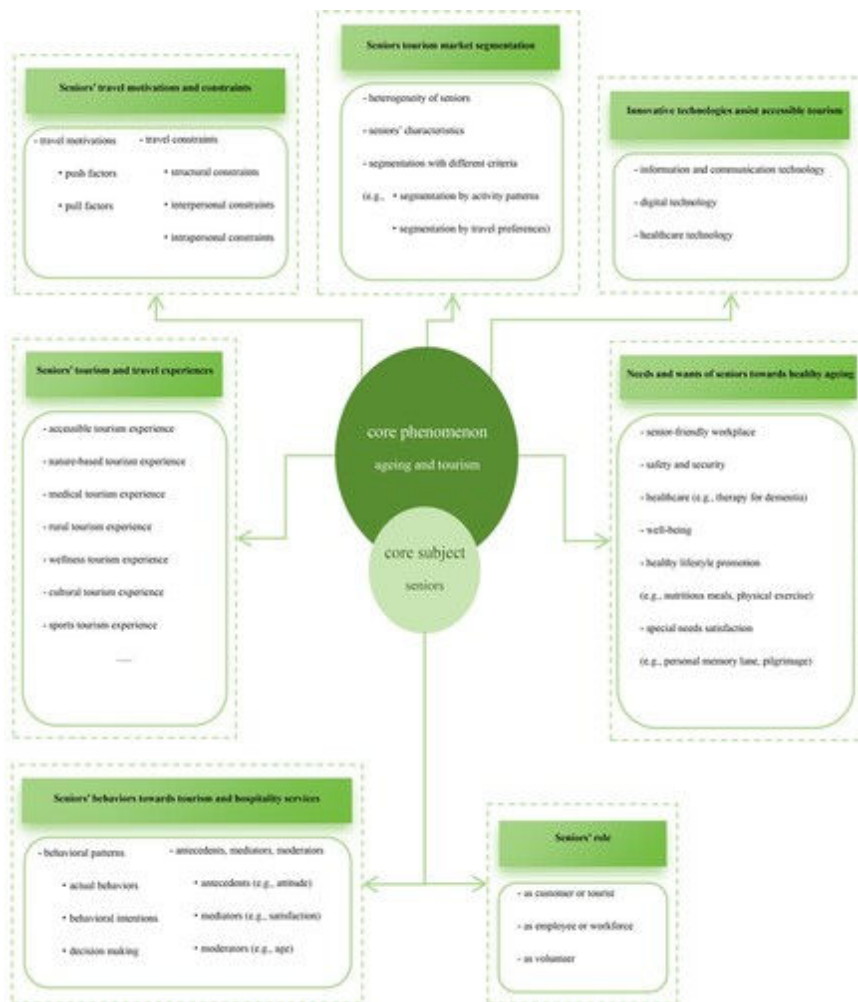 Seniors tourism market segmentation
- heterogeneity of seniors
- seniors' characteristics
- segmentation with different criteria
(e.g., • segmentation by activity patterns
• segmentation by travel preferences)
Seniors' travel motivations and constraints
- travel motivations
• push factors
• pull factors
- travel constraints
• structural constraints
• interpersonal constraints
• intrapersonal constraints
Innovative technologies assist accessible tourism
- information and communication technology
- digital technology
- healthcare technology
Seniors' tourism and travel experiences
- accessible tourism experience
- nature-based tourism experience
- medical tourism experience
- rural tourism experience
- wellness tourism experience
- cultural tourism experience
- sports tourism experience
......
core phenomenon
ageing and tourism
core subject
seniors
Needs and wants of seniors towards healthy ageing
- senior-friendly workplace
- safety and security
- healthcare (e.g., therapy for dementia)
- well-being
- healthy lifestyle promotion
(e.g., nutritious meals, physical exercise)
- special needs satisfaction
(e.g., personal memory lane, pilgrimage)
Seniors' behaviors towards tourism and hospitality services
- behavioral patterns
• actual behaviors
• behavioral intentions
• decision making
- antecedents, mediators, moderators
• antecedents (e.g., attitude)
• mediators (e.g., satisfaction)
• moderators (e.g., age)
Seniors' role
- as customer or tourist
- as employee or workforce
- as volunteer